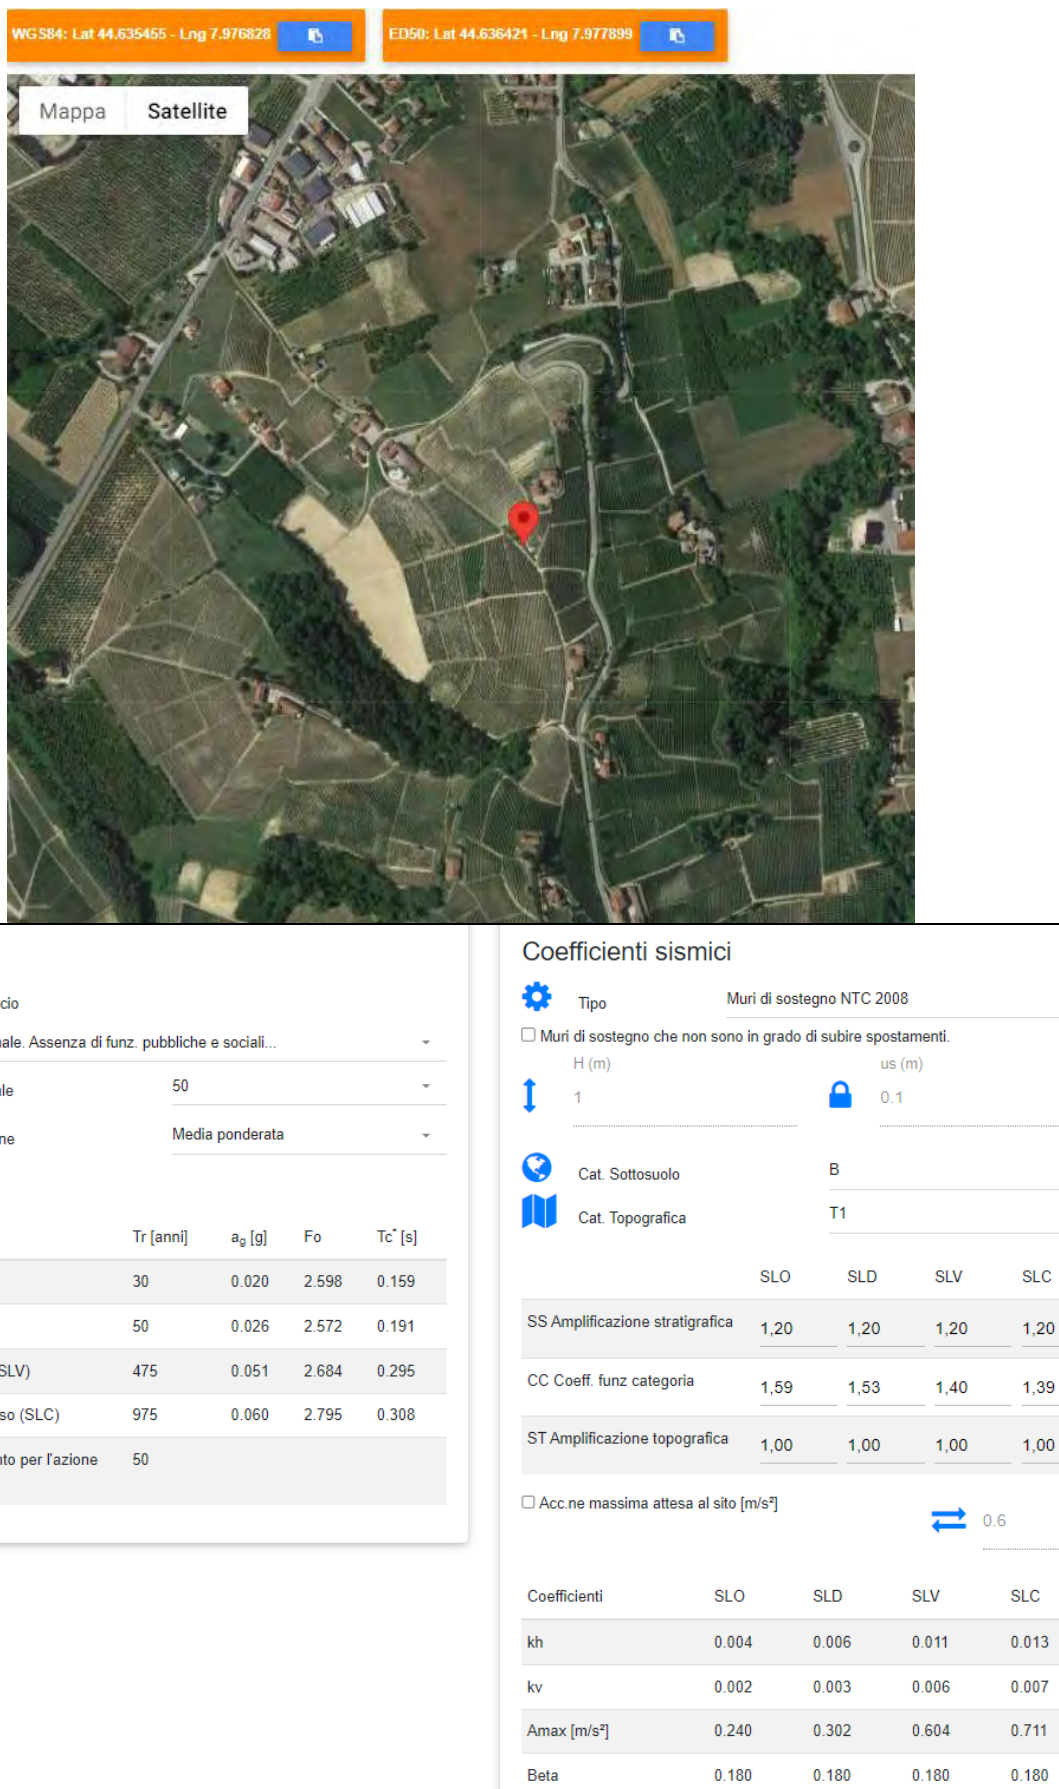 WGS84: Lat 44.635455 - Lng 7.976828
ED50: Lat 44.636421 - Lng 7.977899
Mappa Satellite
cio
ale. Assenza di funz. pubbliche e sociali...
ale 50
ne Media ponderata
Tr [anni] ag [g] Fo Tc* [s]
30 0.020 2.598 0.159
50 0.026 2.572 0.191
SLV) 475 0.051 2.684 0.295
so (SLC) 975 0.060 2.795 0.308
nto per l'azione 50
Coefficienti sismici
Tipo Muri di sostegno NTC 2008
Muri di sostegno che non sono in grado di subire spostamenti.
H (m) us (m)
1 0.1
Cat. Sottosuolo B
Cat. Topografica T1
SLO SLD SLV SLC
SS Amplificazione stratigrafica 1,20 1,20 1,20 1,20
CC Coeff. funz categoria 1,59 1,53 1,40 1,39
ST Amplificazione topografica 1,00 1,00 1,00 1,00
Acc.ne massima attesa al sito [m/s²] 0.6
Coefficienti SLO SLD SLV SLC
kh 0.004 0.006 0.011 0.013
kv 0.002 0.003 0.006 0.007
Amax [m/s²] 0.240 0.302 0.604 0.711
Beta 0.180 0.180 0.180 0.180